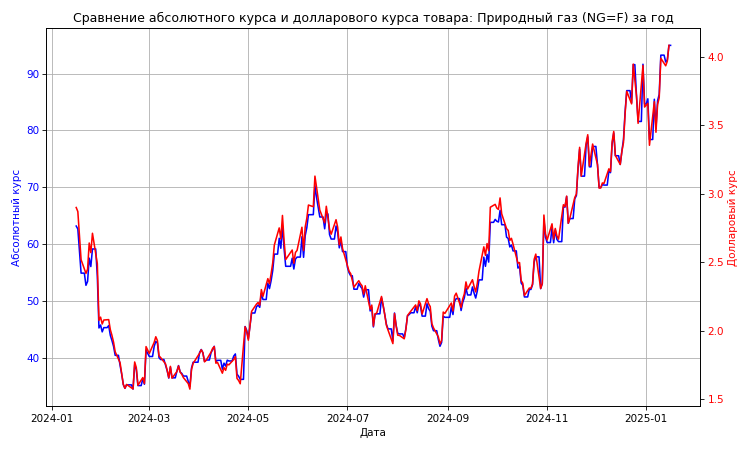 Сравнение абсолютного курса и долларового курса товара: Природный газ (NG=F) за год
Абсолютный курс
90
80
70
60
50
40
4.0
3.5
3.0
2.5
2.0
1.5
Долларовый курс
2024-01 2024-03 2024-05 2024-07 2024-09 2024-11 2025-01
Дата